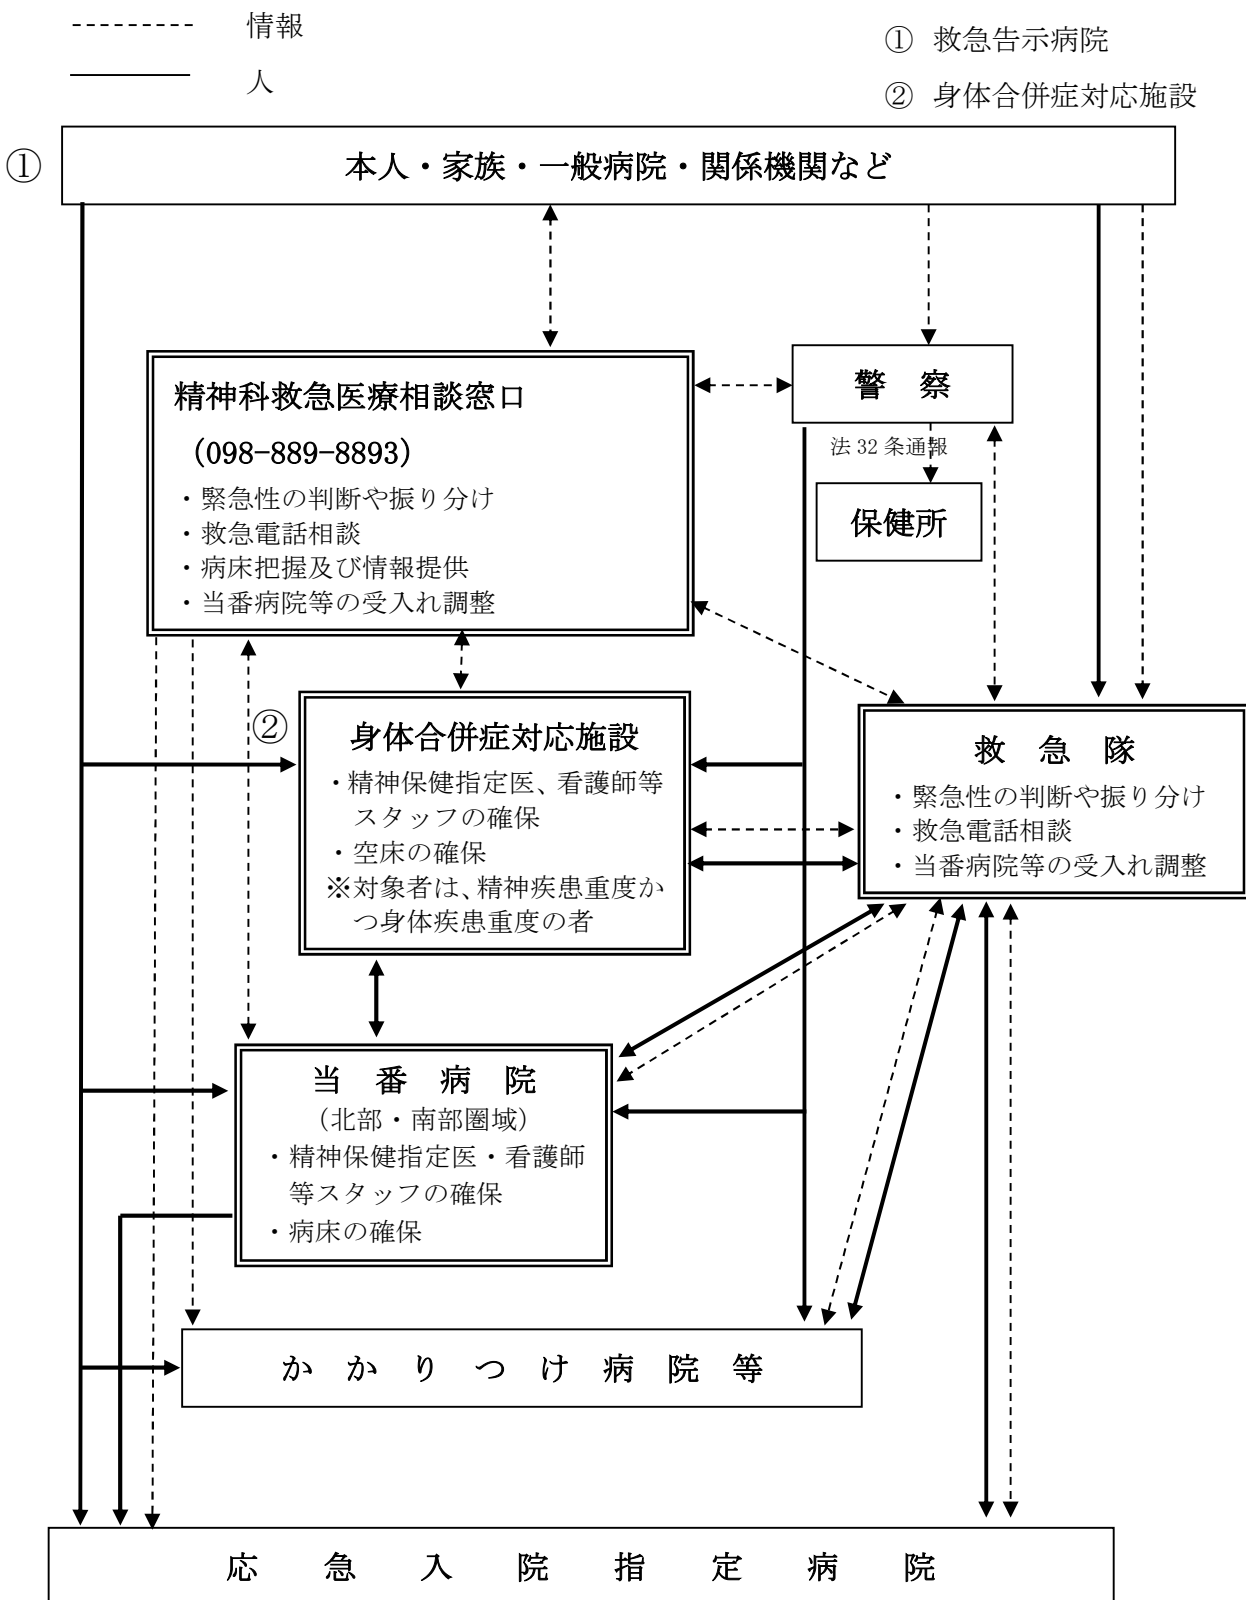 情報
人
① 救急告示病院
② 身体合併症対応施設
①
本人・家族・一般病院・関係機関など
精神科救急医療相談窓口
（098-889-8893）
・緊急性の判断や振り分け
・救急電話相談
・病床把握及び情報提供
・当番病院等の受入れ調整
警 察
法 32 条通報
保健所
②
身体合併症対応施設
・精神保健指定医、看護師等
スタッフの確保
・空床の確保
※対象者は、精神疾患重度か
つ身体疾患重度の者
救 急 隊
・緊急性の判断や振り分け
・救急電話相談
・当番病院等の受入れ調整
当 番 病 院
（北部・南部圏域）
・精神保健指定医・看護師
等スタッフの確保
・病床の確保
か か り つ け 病 院 等
応 急 入 院 指 定 病 院